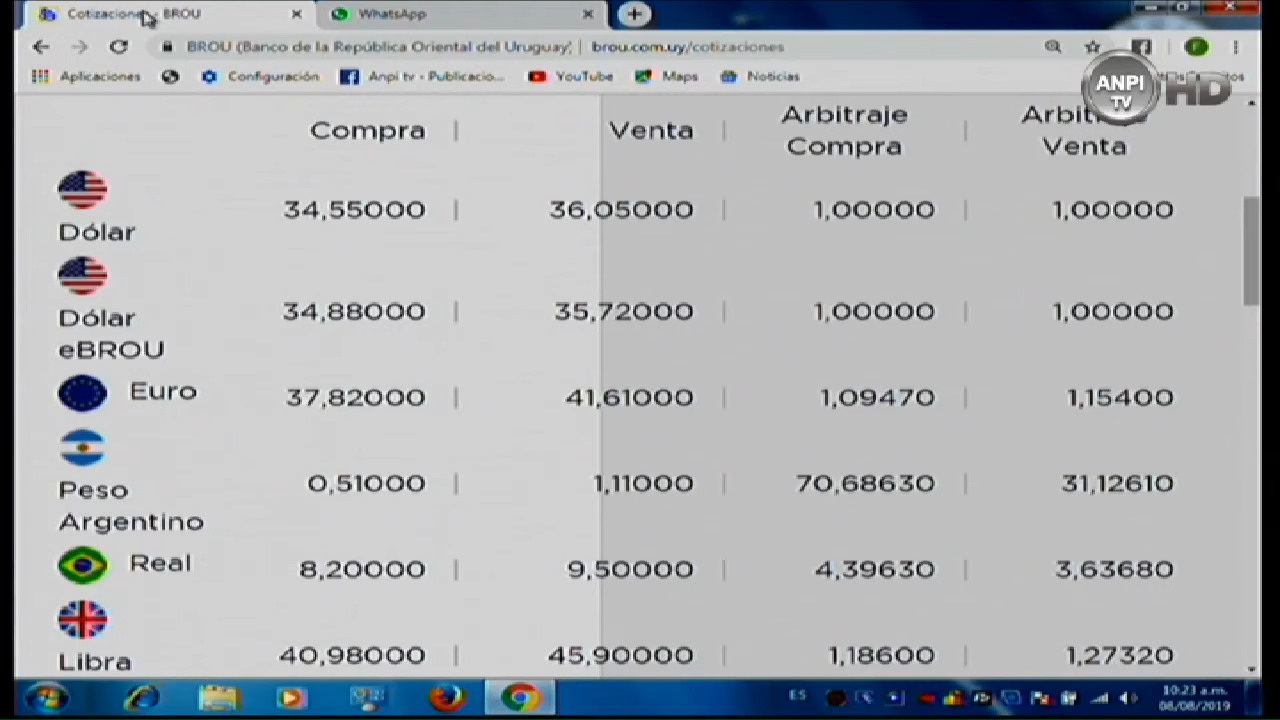 Cotizaciones - BROU
WhatsApp
BROU (Banco de la República Oriental del Uruguay) | brou.com.uy/cotizaciones
Aplicaciones Configuración Anpi tv - Publicacio... YouTube Maps Noticias
ANPI
TV
HD
Compra | Venta | Arbitraje Compra | Arbitraje Venta
Dólar 34,55000 | 36,05000 | 1,00000 | 1,00000
Dólar eBROU 34,88000 | 35,72000 | 1,00000 | 1,00000
Euro 37,82000 | 41,61000 | 1,09470 | 1,15400
Peso Argentino 0,51000 | 1,11000 | 70,68630 | 31,12610
Real 8,20000 | 9,50000 | 4,39630 | 3,63680
Libra 40,98000 | 45,90000 | 1,18600 | 1,27320
ES
10:23 a.m.
08/08/2019